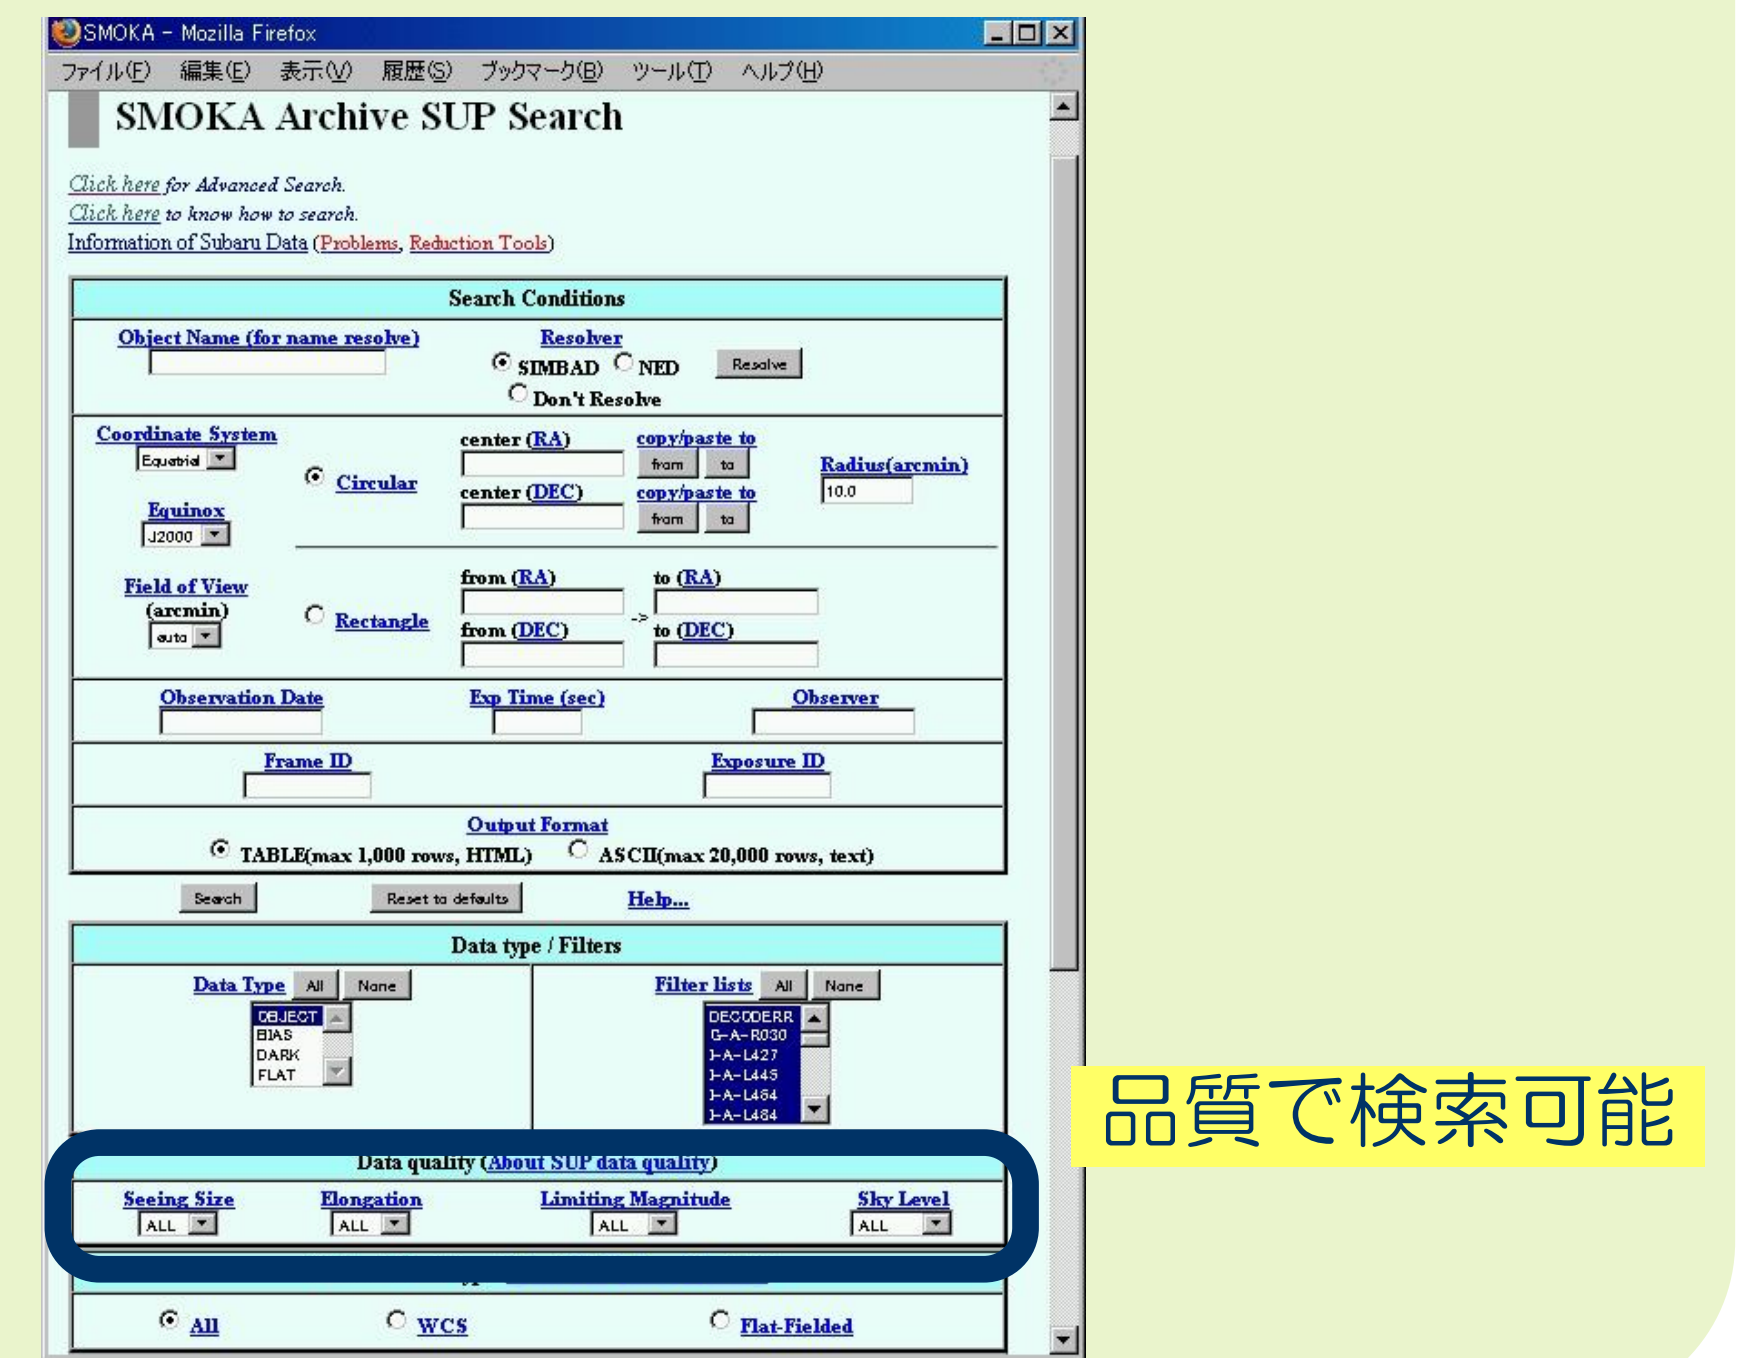 SMOKA - Mozilla Firefox
ファイル(F) 編集(E) 表示(V) 履歴(S) ブックマーク(B) ツール(T) ヘルプ(H)
SMOKA Archive SUP Search
Click here for Advanced Search.
Click here to know how to search.
Information of Subaru Data (Problems, Reduction Tools)
Search Conditions
Object Name (for name resolve) Resolver
SIMBAD NED Resolve
Don't Resolve
Coordinate System center (RA) copy/paste to
Equatrial from to Radius(arcmin)
Circular 10.0
center (DEC) copy/paste to
Equinox from to
J2000
Field of View from (RA) to (RA)
(arcmin)
Rectangle ->
auto from (DEC) to (DEC)
Observation Date Exp Time (sec) Observer
Frame ID Exposure ID
Output Format
TABLE(max 1,000 rows, HTML) ASCII(max 20,000 rows, text)
Search Reset to defaults Help...
Data type / Filters
Data Type All None Filter lists All None
OBJECT DECODERR
BIAS G-A-R030
DARK I-A-L427
FLAT I-A-L445
I-A-L464
I-A-L484
品質で検索可能
Data quality (About SUP data quality)
Seeing Size Elongation Limiting Magnitude Sky Level
ALL ALL ALL ALL
All WCS Flat-Fielded